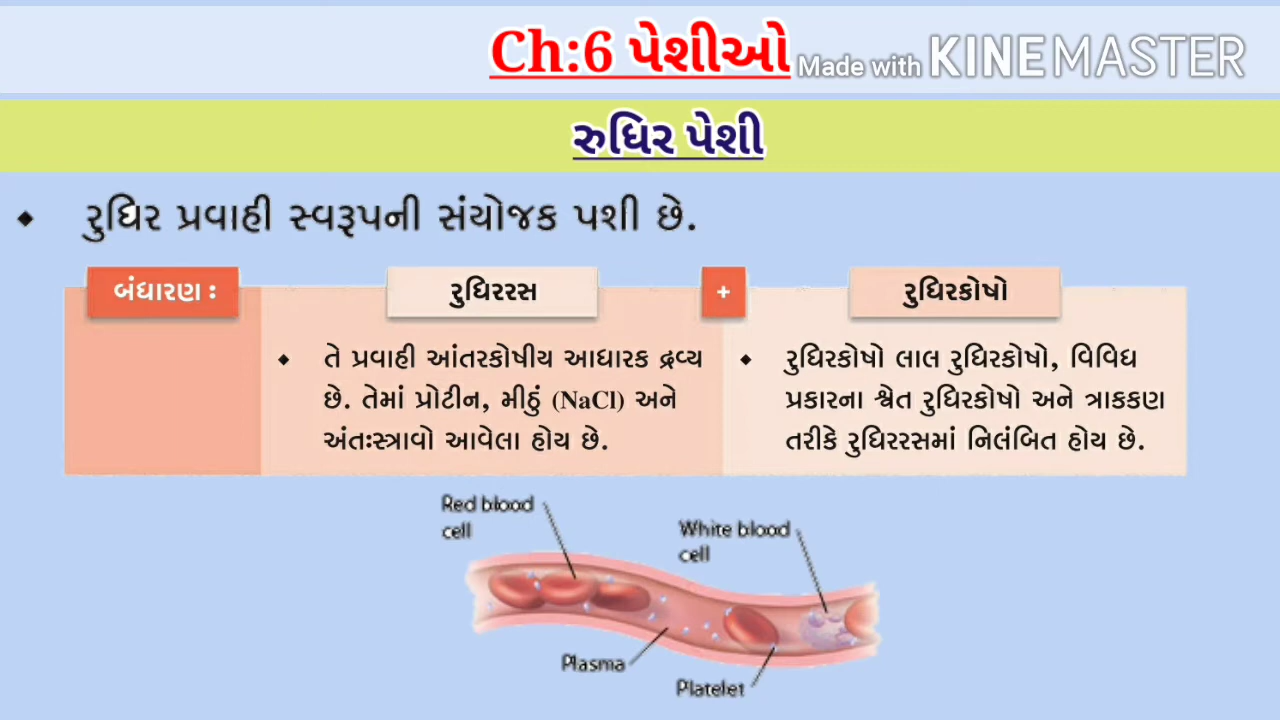 Ch:6 પેશીઓ
Made with KINEMASTER
રુધિર પેશી
રુધિર પ્રવાહી સ્વરૂપની સંયોજક પશી છે.
બંધારણ :
રુધિરરસ
+
રુધિરકોષો
તે પ્રવાહી આંતરકોષીય આધારક દ્રવ્ય
છે. તેમાં પ્રોટીન, મીઠું (NaCl) અને
અંતઃસ્ત્રાવો આવેલા હોય છે.
રુધિરકોષો લાલ રુધિરકોષો, વિવિધ
પ્રકારના શ્વેત રુધિરકોષો અને ત્રાકકણ
તરીકે રુધિરરસમાં નિલંબિત હોય છે.
Red blood
cell
White blood
cell
Plasma
Platelet